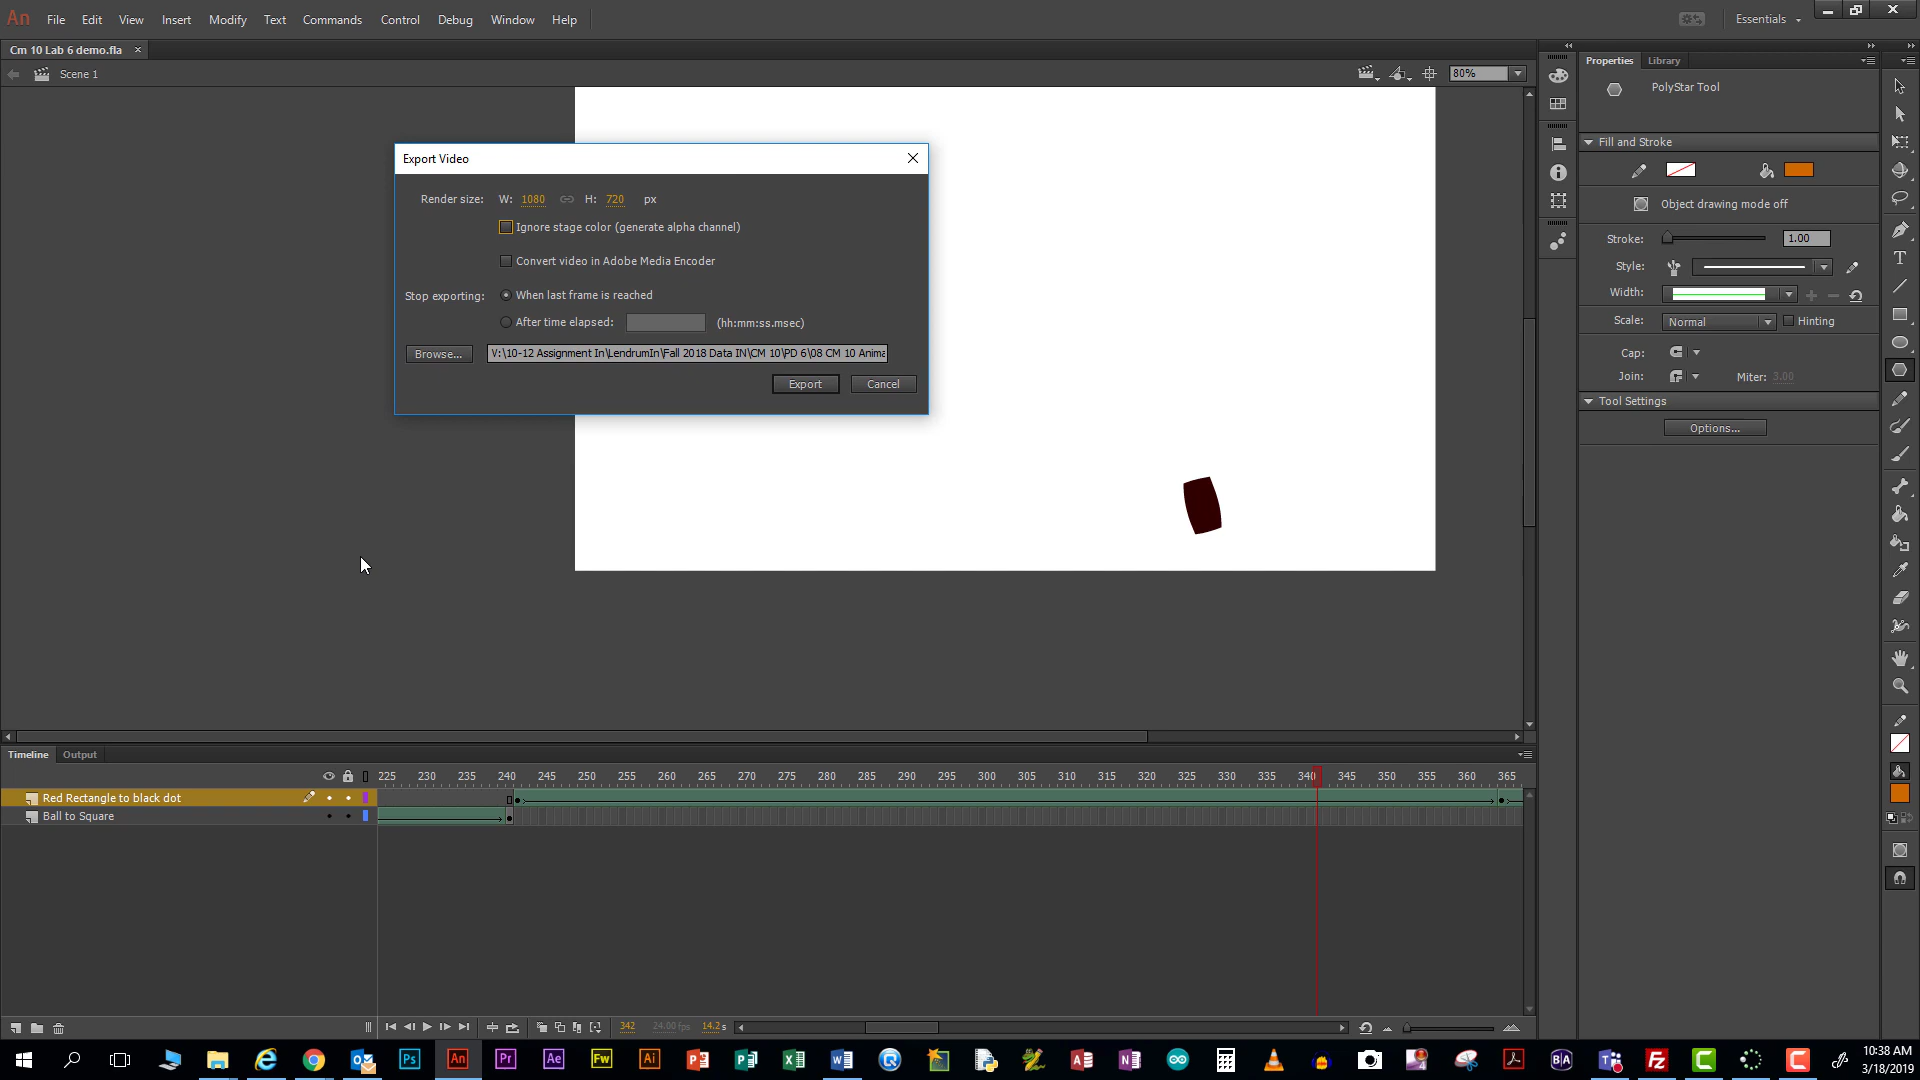 An File Edit View Insert Modify Text Commands Control Debug Window Help
Essentials
Cm 10 Lab 6 demo.fla ×
Scene 1
80%
Export Video
Render size: W: 1080 H: 720 px
Ignore stage color (generate alpha channel)
Convert video in Adobe Media Encoder
Stop exporting: When last frame is reached
After time elapsed: (hh:mm:ss.msec)
Browse... V:\10-12 Assignment In\LendrumIn\Fall 2018 Data IN\CM 10\PD 6\08 CM 10 Anima
Export Cancel
Properties Library
PolyStar Tool
Fill and Stroke
Object drawing mode off
Stroke: 1.00
Style:
Width:
Scale: Normal Hinting
Cap:
Join: Miter: 3.00
Tool Settings
Options...
Timeline Output
225 230 235 240 245 250 255 260 265 270 275 280 285 290 295 300 305 310 315 320 325 330 335 340 345 350 355 360 365
Red Rectangle to black dot
Ball to Square
342 24.00 fps 14.2 s
Ps An Pr Ae Fw Ai
10:38 AM
3/18/2019